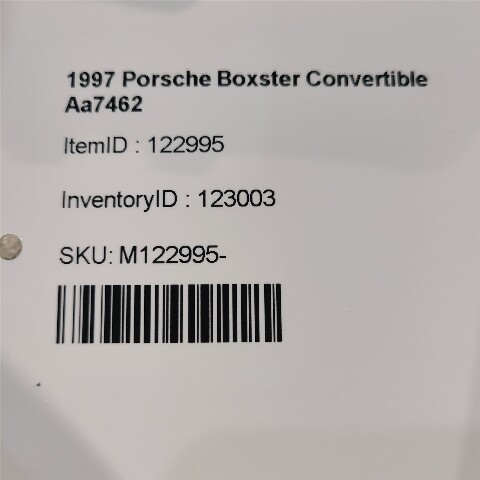 1997 Porsche Boxster Convertible
Aa7462
ItemID : 122995
InventoryID : 123003
SKU: M122995-